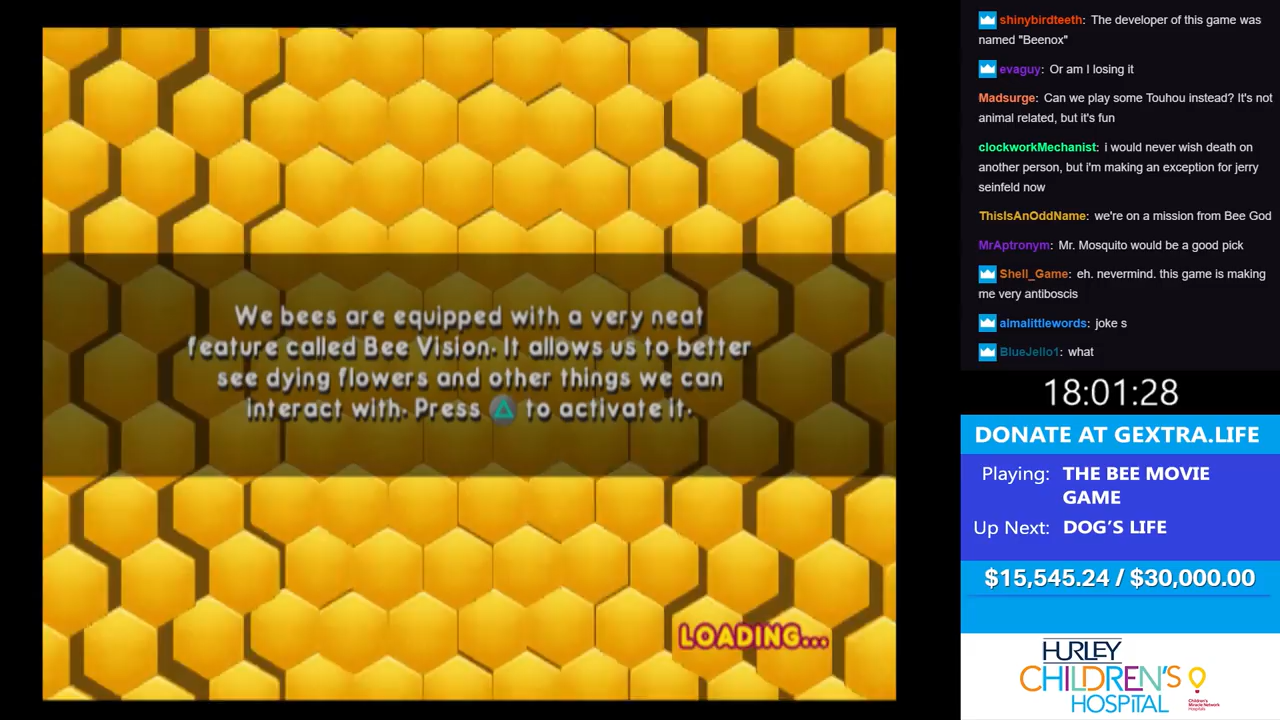 We bees are equipped with a very neat
feature called Bee Vision. It allows us to better
see dying flowers and other things we can
interact with. Press △ to activate it.
LOADING...
shinybirdteeth: The developer of this game was
named "Beenox"
evaguy: Or am I losing it
Madsurge: Can we play some Touhou instead? It's not
animal related, but it's fun
clockworkMechanist: i would never wish death on
another person, but i'm making an exception for jerry
seinfeld now
ThisIsAnOddName: we're on a mission from Bee God
MrAptronym: Mr. Mosquito would be a good pick
Shell_Game: eh. nevermind. this game is making
me very antiboscis
almalittlewords: joke s
BlueJello1: what
18:01:28
DONATE AT GEXTRA.LIFE
Playing: THE BEE MOVIE
GAME
Up Next: DOG'S LIFE
$15,545.24 / $30,000.00
HURLEY
CHILDREN'S
HOSPITAL
Children's
Miracle Network
Hospitals